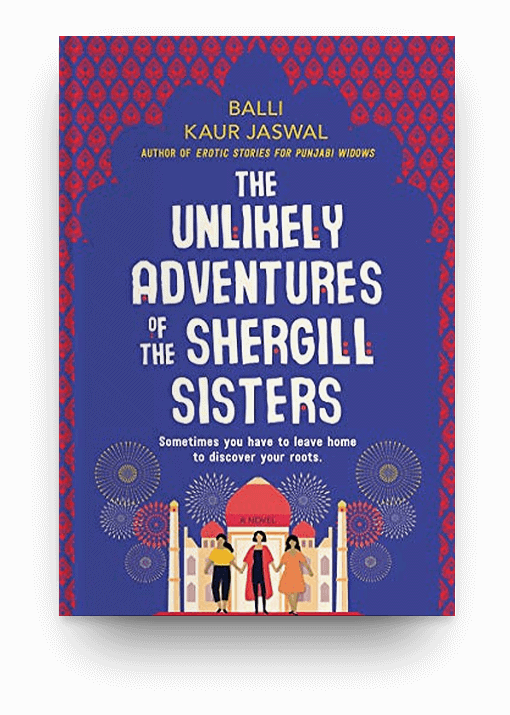 BALLI
KAUR JASWAL
AUTHOR OF EROTIC STORIES FOR PUNJABI WIDOWS
THE
UNLIKELY
ADVENTURES
OF
THE SHERGILL
SISTERS
Sometimes you have to leave home
to discover your roots.
A NOVEL